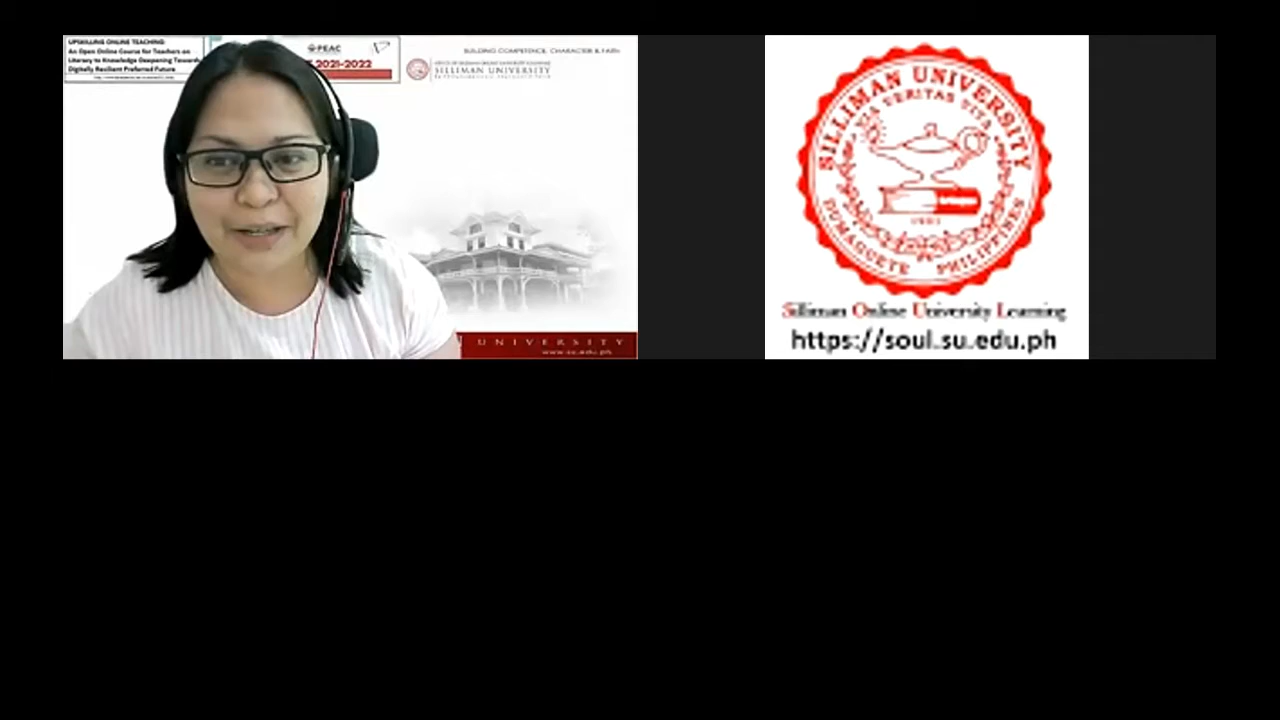 UPSKILLING ONLINE TEACHING:
An Open Online Course for Teachers on
Literacy to Knowledge Deepening Towards
Digitally Resilient Preferred Future
PEAC
2021-2022
BUILDING COMPETENCE, CHARACTER & FAITH
SILLIMAN UNIVERSITY
UNIVERSITY
www.su.edu.ph
SILLIMAN UNIVERSITY
VIA VERITAS VITA
1901
DUMAGUETE PHILIPPINES
Silliman Online University Learning
https://soul.su.edu.ph